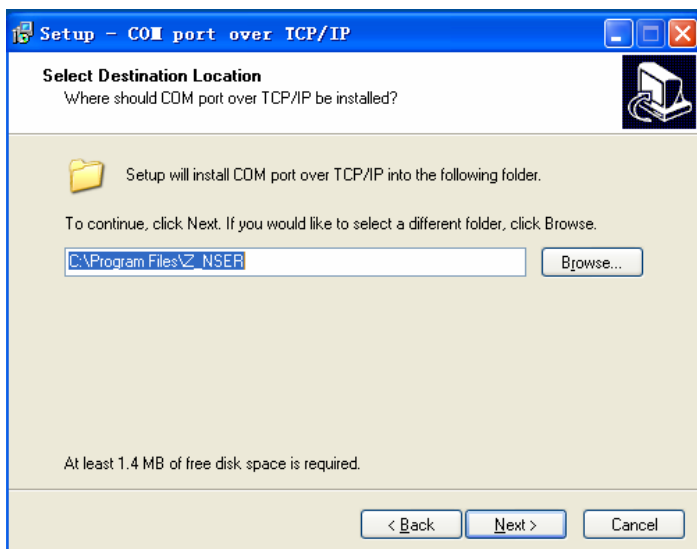 Setup - COM port over TCP/IP
Select Destination Location
Where should COM port over TCP/IP be installed?
Setup will install COM port over TCP/IP into the following folder.
To continue, click Next. If you would like to select a different folder, click Browse.
C:\Program Files\Z_NSER
Browse...
At least 1.4 MB of free disk space is required.
< Back
Next >
Cancel